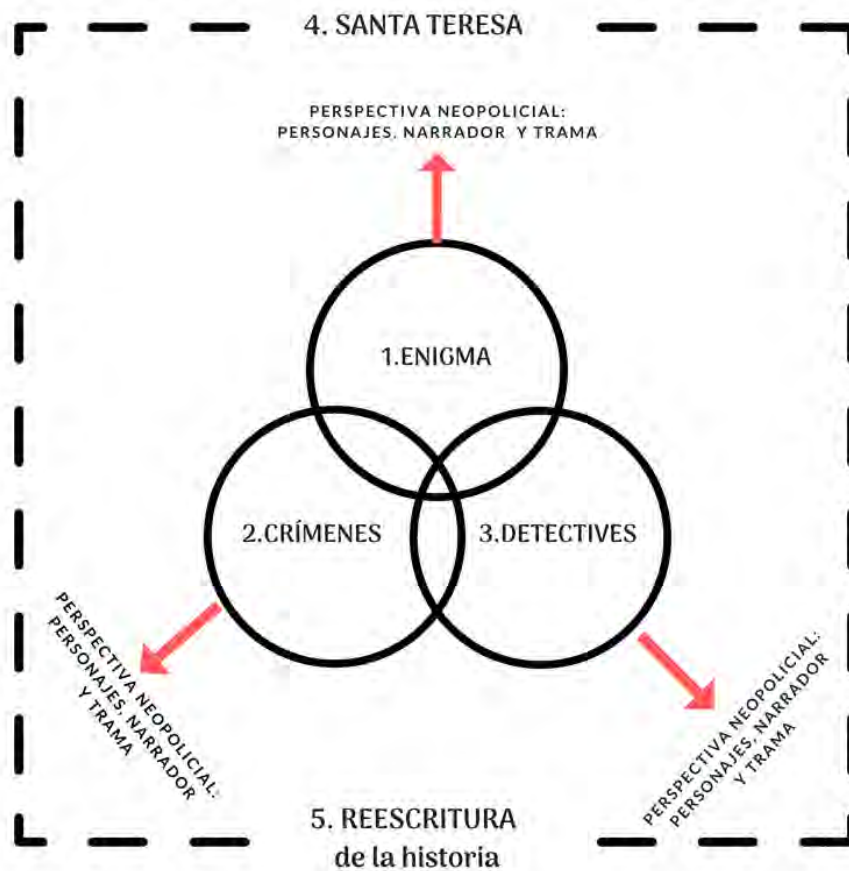 4. SANTA TERESA
PERSPECTIVA NEOPOLICIAL:
PERSONAJES, NARRADOR Y TRAMA
1.ENIGMA
2.CRÍMENES
3.DETECTIVES
PERSPECTIVA NEOPOLICIAL:
PERSONAJES, NARRADOR
Y TRAMA
PERSPECTIVA NEOPOLICIAL:
PERSONAJES, NARRADOR
Y TRAMA
5. REESCRITURA
de la historia